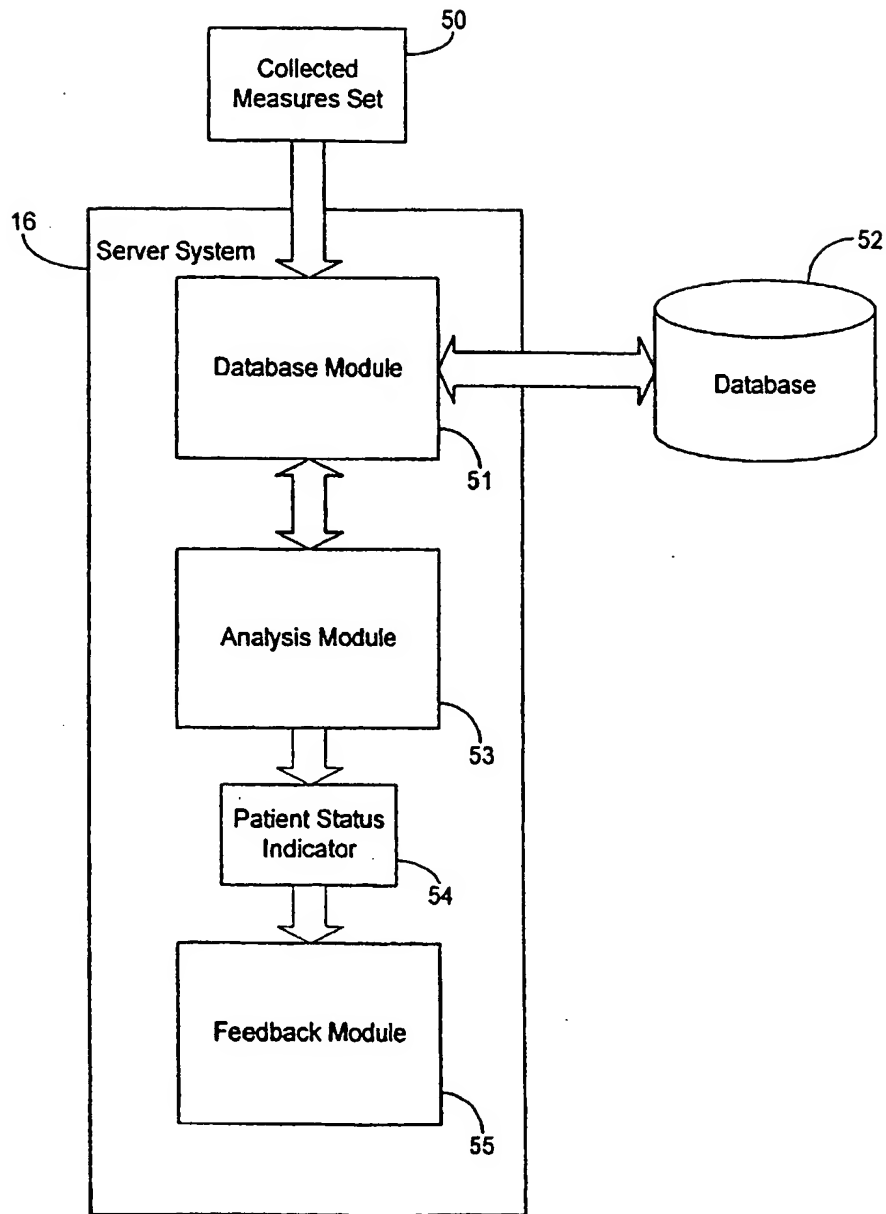 50
Collected
Measures Set
16
Server System
52
Database Module
Database
51
Analysis Module
53
Patient Status
Indicator
54
Feedback Module
55